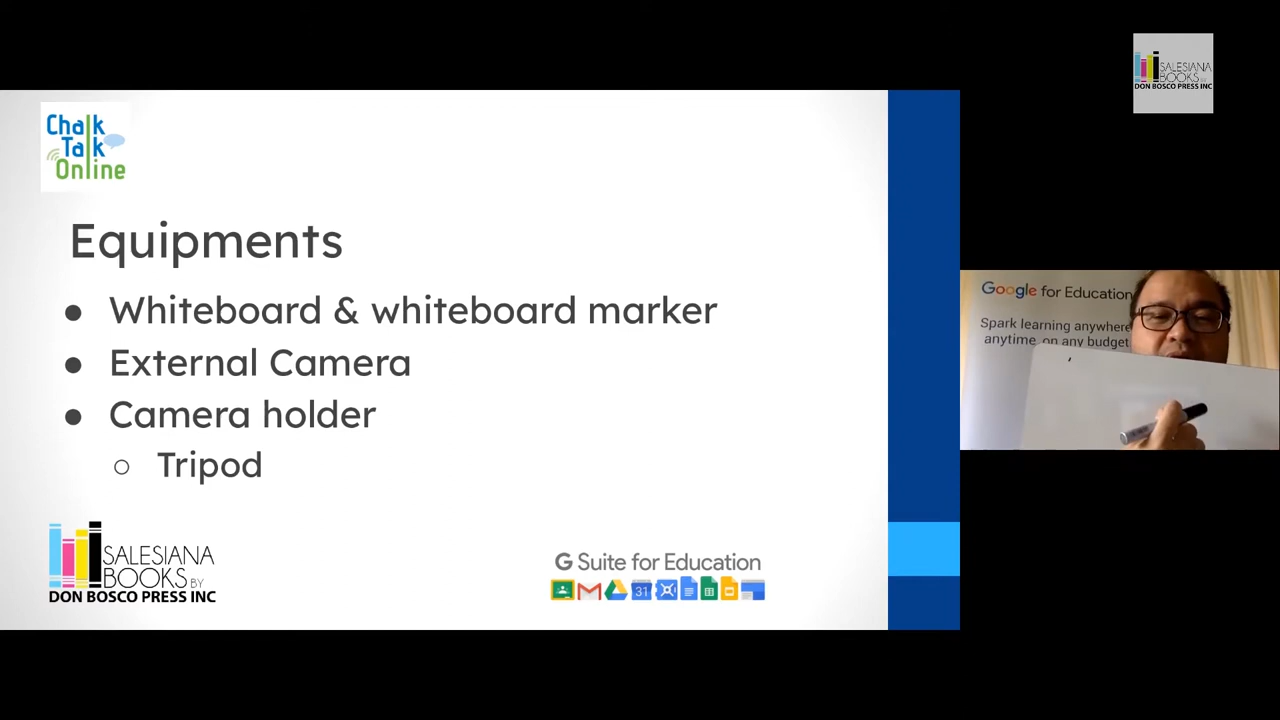 SALESIANA
BOOKS BY
DON BOSCO PRESS INC
Chalk
Talk
Online
Equipments
● Whiteboard & whiteboard marker
● External Camera
● Camera holder
○ Tripod
SALESIANA
BOOKS BY
DON BOSCO PRESS INC
G Suite for Education
31
Google for Education
Spark learning anywhere
anytime, on any budget